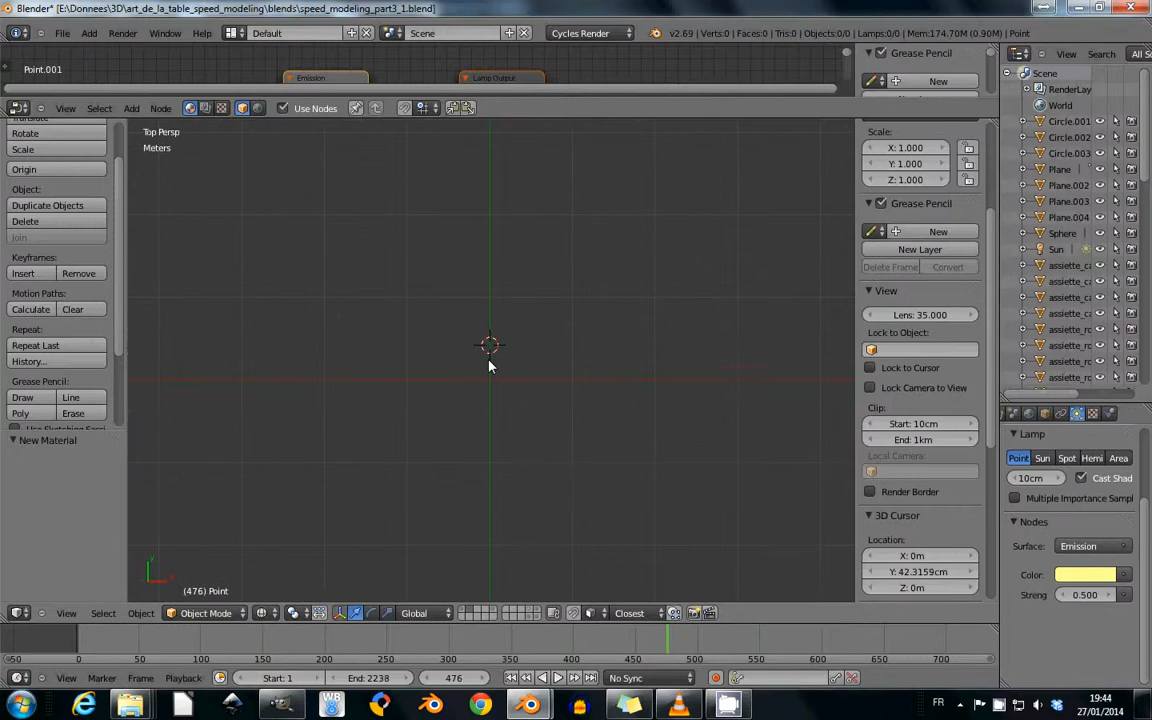 Blender* [E:\Donnees\3D\art_de_la_table_speed_modeling\blends\speed_modeling_part3_1.blend]
File Add Render Window Help Default Scene Cycles Render v2.69 | Verts:0 | Faces:0 | Tris:0 | Objects:0/0 | Lamps:0/0 | Mem:174.70M (0.90M) | Point
View Search All S
Point.001
Emission
Lamp Output
Grease Pencil
New
View Select Add Node Use Nodes
Scene
RenderLay
World
Circle.001
Circle.002
Circle.003
Plane
Plane.002
Plane.003
Plane.004
Sphere
Sun
assiette_ca
assiette_ca
assiette_ca
assiette_ca
assiette_ro
assiette_ro
assiette_ro
assiette_ro
Rotate
Scale
Origin
Object:
Duplicate Objects
Delete
Join
Keyframes:
Insert Remove
Motion Paths:
Calculate Clear
Repeat:
Repeat Last
History...
Grease Pencil:
Draw Line
Poly Erase
New Material
Top Persp
Meters
(476) Point
Scale:
X: 1.000
Y: 1.000
Z: 1.000
Grease Pencil
New
New Layer
Delete Frame Convert
View
Lens: 35.000
Lock to Object:
Lock to Cursor
Lock Camera to View
Clip:
Start: 10cm
End: 1km
Local Camera:
Render Border
3D Cursor
Location:
X: 0m
Y: 42.3159cm
Z: 0m
Lamp
Point Sun Spot Hemi Area
10cm Cast Shad
Multiple Importance Sampl
Nodes
Surface: Emission
Color:
Streng 0.500
View Select Object Object Mode Global Closest
-50 0 50 100 150 200 250 300 350 400 450 500 550 600 650 700
View Marker Frame Playback Start: 1 End: 2238 476 No Sync
FR
19:44
27/01/2014